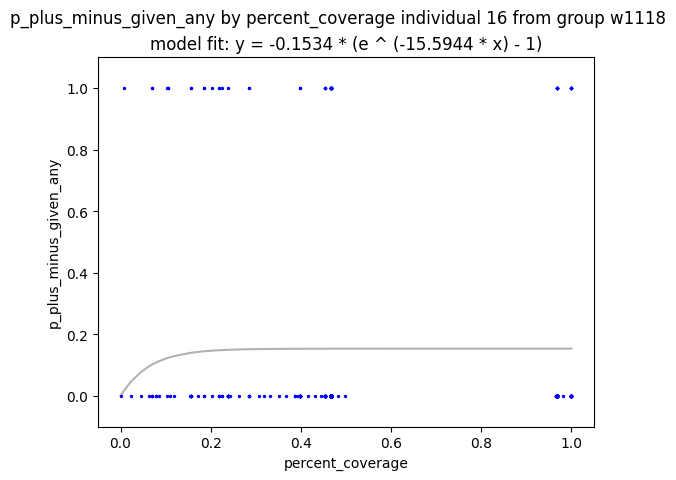 p_plus_minus_given_any by percent_coverage individual 16 from group w1118
model fit: y = -0.1534 * (e ^ (-15.5944 * x) - 1)
1.0
0.8
0.6
0.4
0.2
0.0
p_plus_minus_given_any
0.0 0.2 0.4 0.6 0.8 1.0
percent_coverage